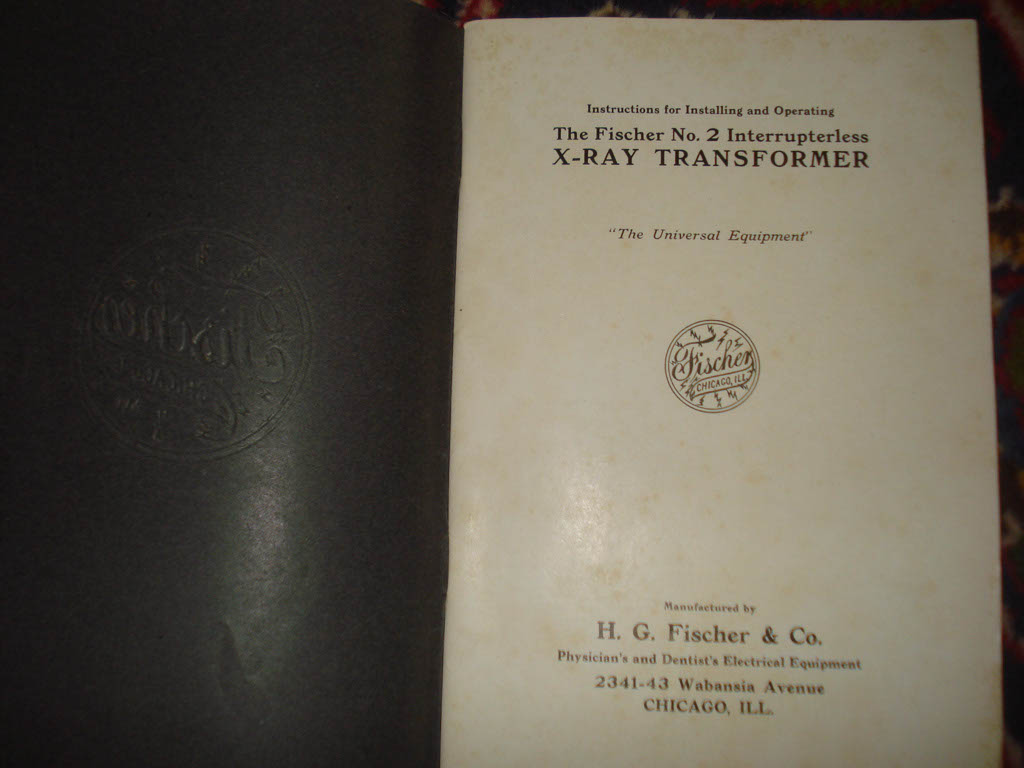 Instructions for Installing and Operating
The Fischer No. 2 Interrupterless
X-RAY TRANSFORMER
"The Universal Equipment"
Fischer
CHICAGO, ILL.
Manufactured by
H. G. Fischer & Co.
Physician's and Dentist's Electrical Equipment
2341-43 Wabansia Avenue
CHICAGO, ILL.